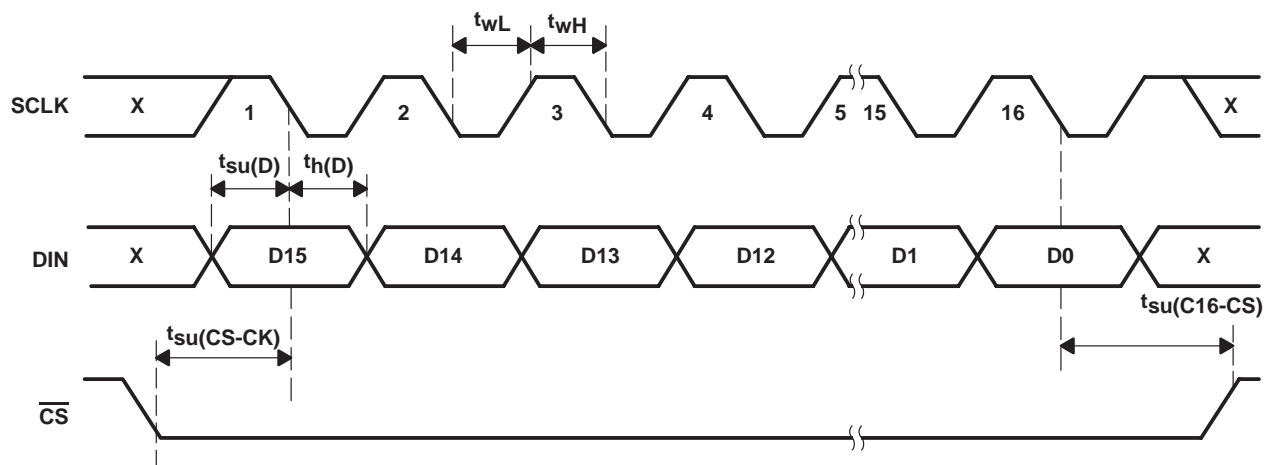 twL twH
SCLK X 1 2 3 4 5 15 16 X
tsu(D) th(D)
DIN X D15 D14 D13 D12 D1 D0 X
tsu(CS-CK) tsu(C16-CS)
CS